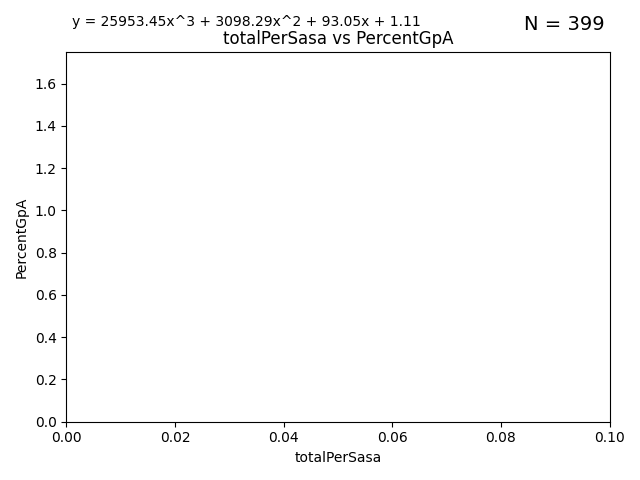 y = 25953.45x^3 + 3098.29x^2 + 93.05x + 1.11
N = 399
totalPerSasa vs PercentGpA
PercentGpA
1.6
1.4
1.2
1.0
0.8
0.6
0.4
0.2
0.0
0.00 0.02 0.04 0.06 0.08 0.10
totalPerSasa